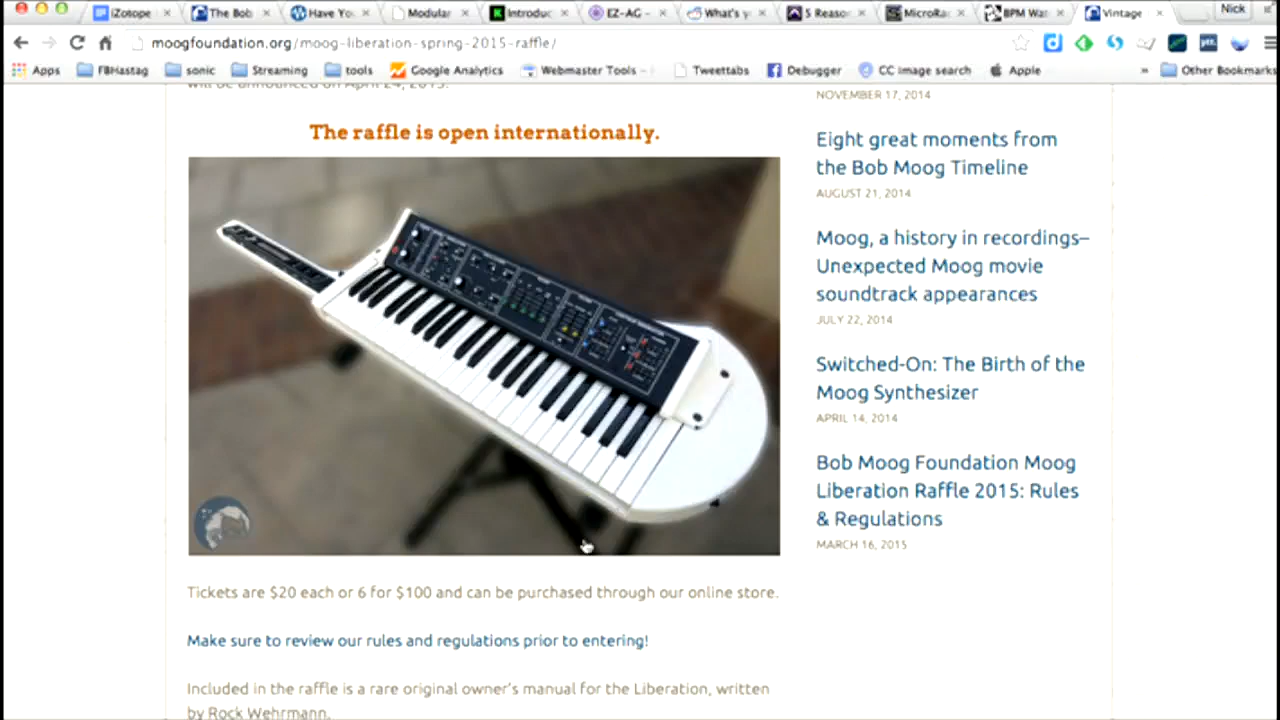 iZotope
The Bob
Have Yo
Modular
Introduc
EZ-AG -
What's y
5 Reaso
MicroRa
BPM Wa
Vintage
Nick
moogfoundation.org/moog-liberation-spring-2015-raffle/
Apps
FBHastag
sonic
Streaming
tools
Google Analytics
Webmaster Tools -
Tweettabs
Debugger
CC Image search
Apple
»
Other Bookmarks
will be announced on April 24, 2015.
The raffle is open internationally.
Tickets are $20 each or 6 for $100 and can be purchased through our online store.
Make sure to review our rules and regulations prior to entering!
Included in the raffle is a rare original owner's manual for the Liberation, written
by Rock Wehrmann.
NOVEMBER 17, 2014
Eight great moments from
the Bob Moog Timeline
AUGUST 21, 2014
Moog, a history in recordings–
Unexpected Moog movie
soundtrack appearances
JULY 22, 2014
Switched-On: The Birth of the
Moog Synthesizer
APRIL 14, 2014
Bob Moog Foundation Moog
Liberation Raffle 2015: Rules
& Regulations
MARCH 16, 2015